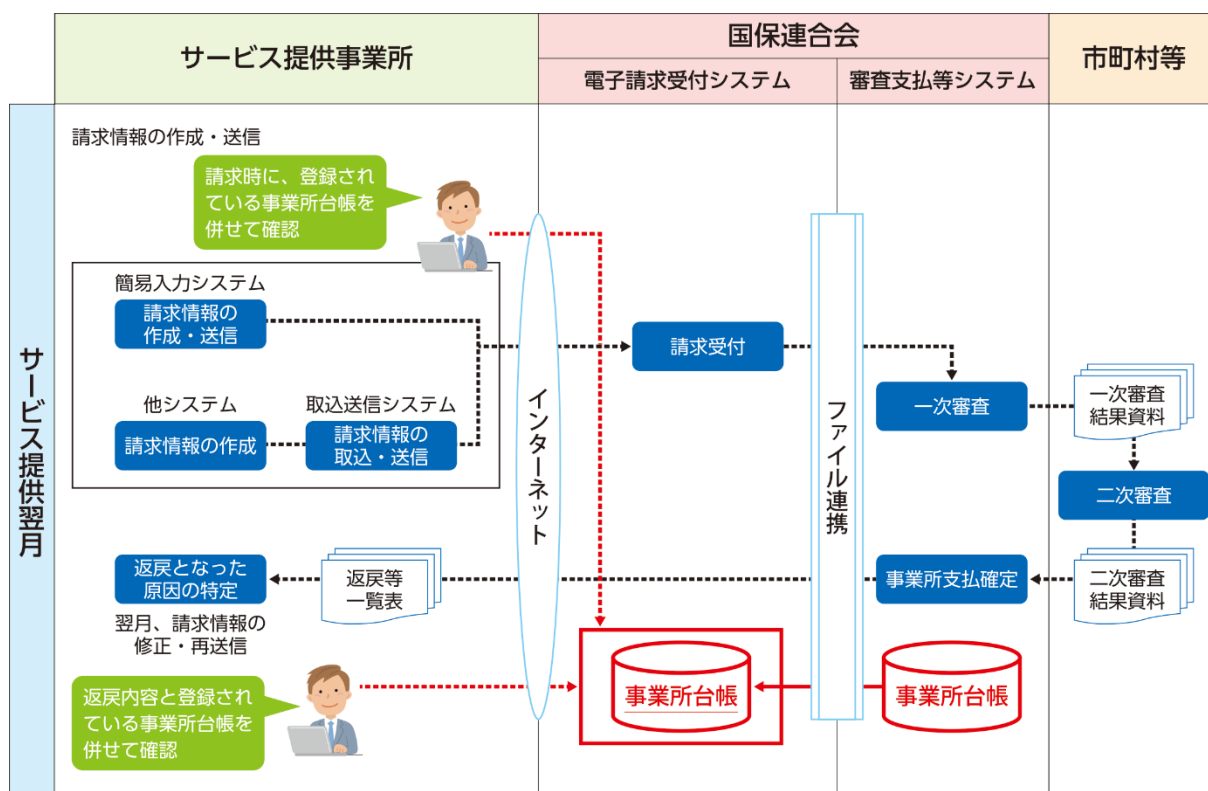 サービス提供事業所
国保連合会
市町村等
電子請求受付システム
審査支払等システム
サービス提供翌月
請求情報の作成・送信
請求時に、登録され
ている事業所台帳を
併せて確認
簡易入力システム
請求情報の
作成・送信
他システム
請求情報の作成
取込送信システム
請求情報の
取込・送信
インターネット
請求受付
ファイル連携
一次審査
一次審査
結果資料
二次審査
二次審査
結果資料
事業所支払確定
返戻等
一覧表
返戻となった
原因の特定
翌月、請求情報の
修正・再送信
返戻内容と登録され
ている事業所台帳を
併せて確認
事業所台帳
事業所台帳